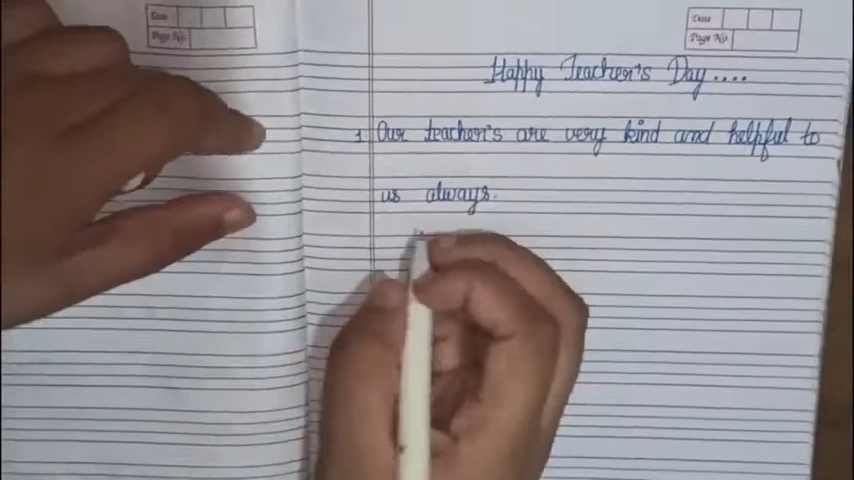 Date
Page No
Date
Page No
Happy Teacher's Day....
1 Our teacher's are very kind and helpful to
us always.